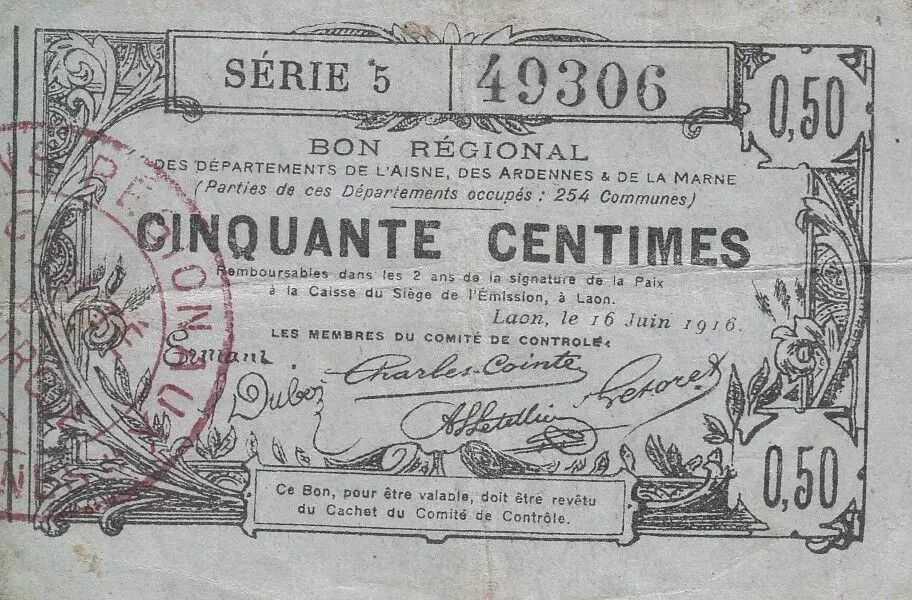 SÉRIE 5
49306
0,50
BON RÉGIONAL
DES DÉPARTEMENTS DE L'AISNE, DES ARDENNES & DE LA MARNE
(Parties de ces Départements occupés : 254 Communes)
CINQUANTE CENTIMES
Remboursables dans les 2 ans de la signature de la Paix
à la Caisse du Siège de l'Émission, à Laon.
Laon, le 16 Juin 1916.
LES MEMBRES DU COMITÉ DE CONTRÔLE:
Charles-Cointe
0,50
Ce Bon, pour être valable, doit être revêtu
du Cachet du Comité de Contrôle.